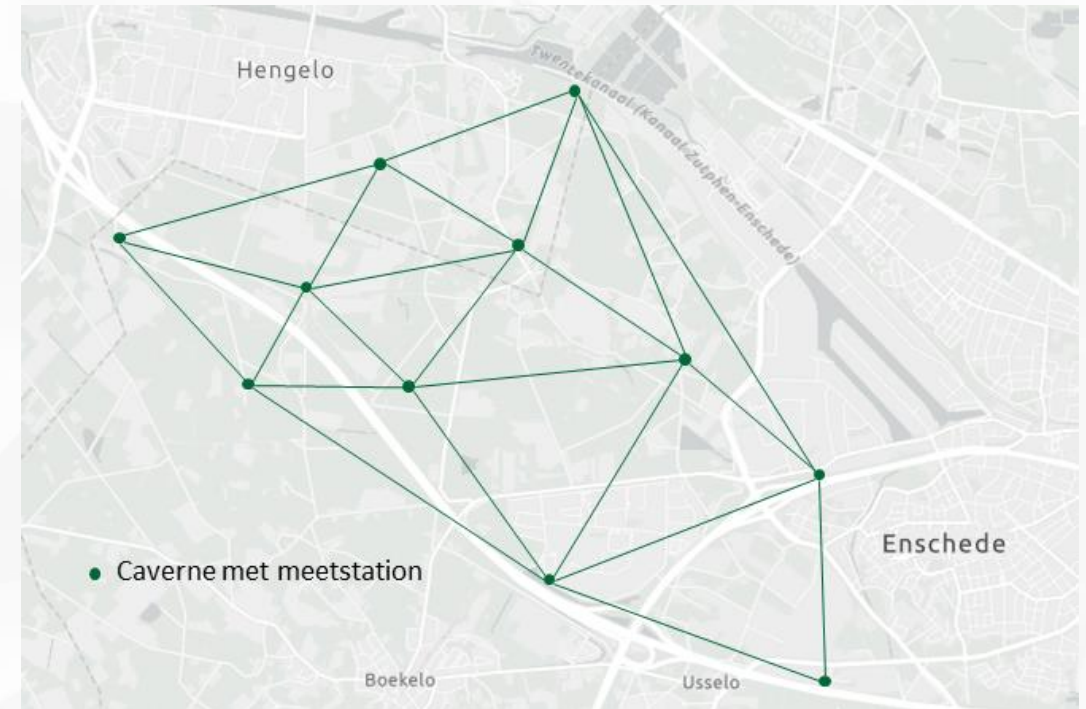 Hengelo
Twentekanaal (Kanaal Zutphen-Enschede)
Enschede
Caverne met meetstation
Boekelo
Usselo